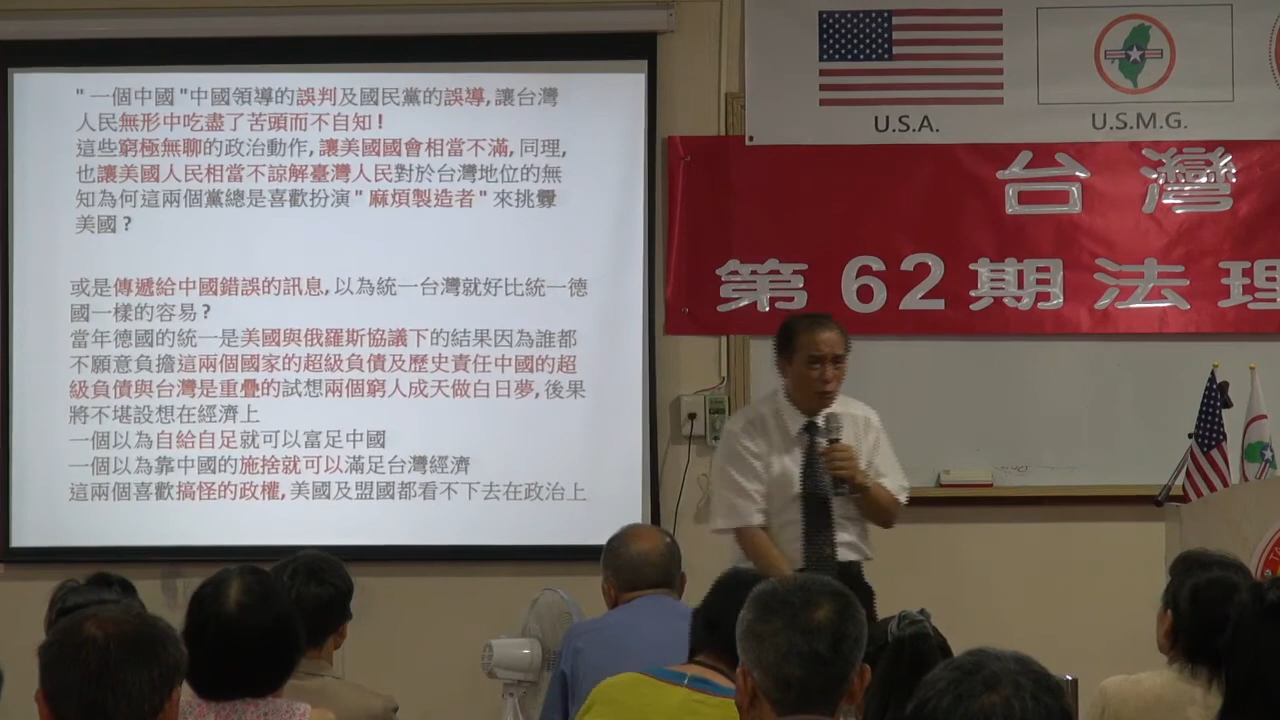 "一個中國"中國領導的誤判及國民黨的誤導,讓台灣
人民無形中吃盡了苦頭而不自知!
這些窮極無聊的政治動作,讓美國國會相當不滿,同理,
也讓美國人民相當不諒解臺灣人民對於台灣地位的無
知為何這兩個黨總是喜歡扮演"麻煩製造者"來挑釁
美國?
或是傳遞給中國錯誤的訊息,以為統一台灣就好比統一德
國一樣的容易?
當年德國的統一是美國與俄羅斯協議下的結果因為誰都
不願意負擔這兩個國家的超級負債及歷史責任中國的超
級負債與台灣是重疊的試想兩個窮人成天做白日夢,後果
將不堪設想在經濟上
一個以為自給自足就可以富足中國
一個以為靠中國的施捨就可以滿足台灣經濟
這兩個喜歡搞怪的政權,美國及盟國都看不下去在政治上
U.S.A.
U.S.M.G.
台灣
第62期法理